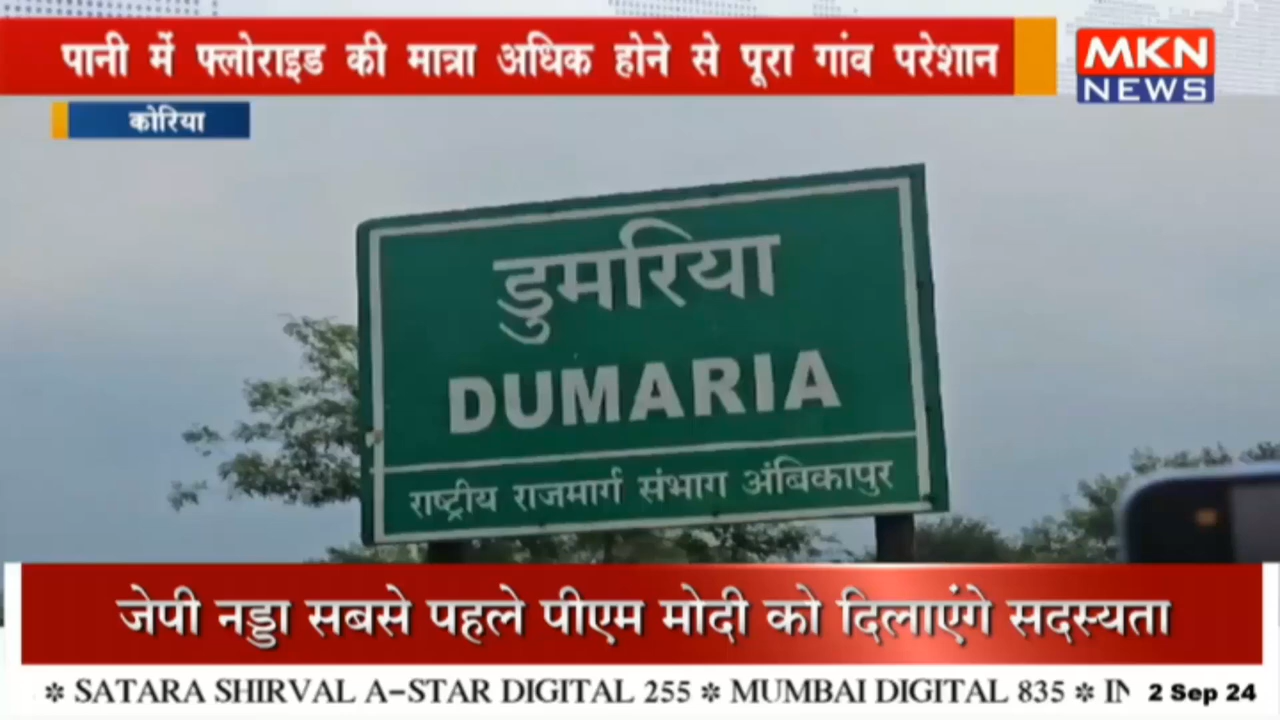 पानी में फ्लोराइड की मात्रा अधिक होने से पूरा गांव परेशान
MKN
NEWS
कोरिया
डुमरिया
DUMARIA
राष्ट्रीय राजमार्ग संभाग अंबिकापुर
जेपी नड्डा सबसे पहले पीएम मोदी को दिलाएंगे सदस्यता
* SATARA SHIRVAL A-STAR DIGITAL 255 * MUMBAI DIGITAL 835 *
2 Sep 24